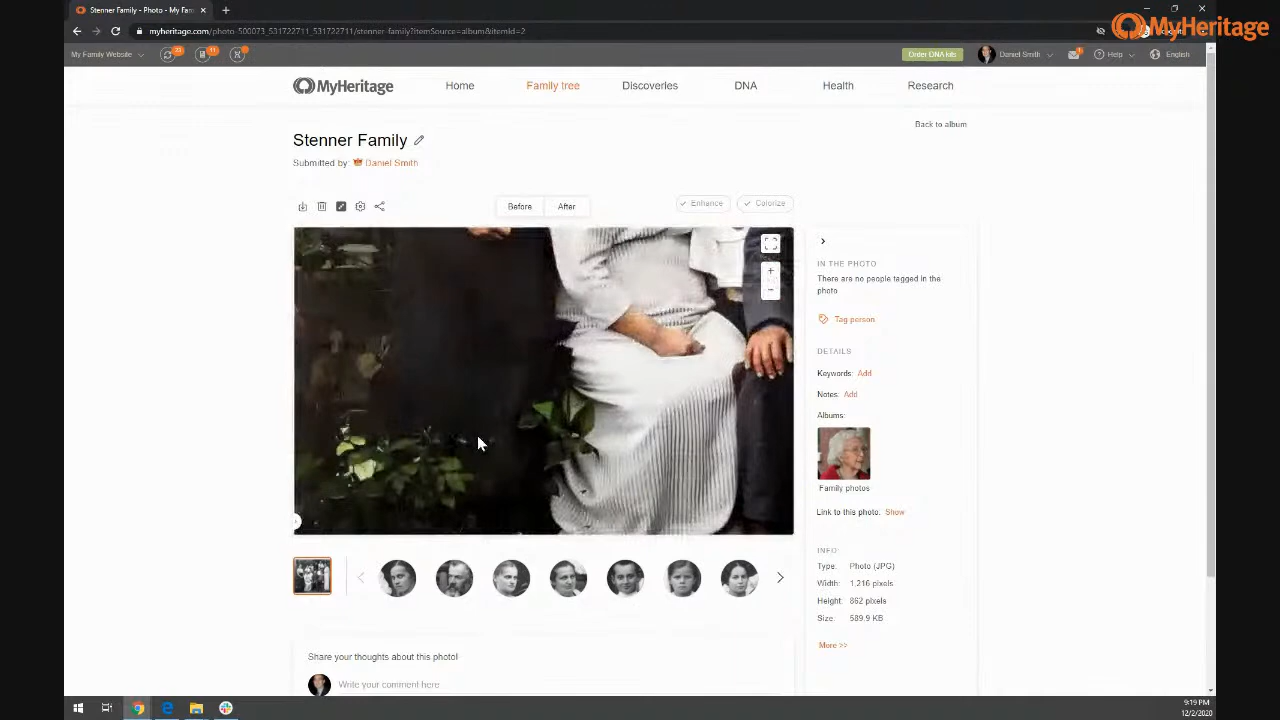 Stenner Family - Photo - My Fam
MyHeritage
myheritage.com/photo-500073_531722711_531722711/stenner-family?itemSource=album&itemId=2
My Family Website
23
11
Order DNA kits
Daniel Smith
Help
English
MyHeritage
Home
Family tree
Discoveries
DNA
Health
Research
Back to album
Stenner Family
Submitted by: Daniel Smith
Before
After
Enhance
Colorize
IN THE PHOTO
There are no people tagged in the
photo
Tag person
DETAILS
Keywords: Add
Notes: Add
Albums:
Family photos
Link to this photo: Show
INFO
Type: Photo (JPG)
Width: 1,216 pixels
Height: 862 pixels
Size: 589.9 KB
More >>
Share your thoughts about this photo!
Write your comment here
9:19 PM
12/2/2020